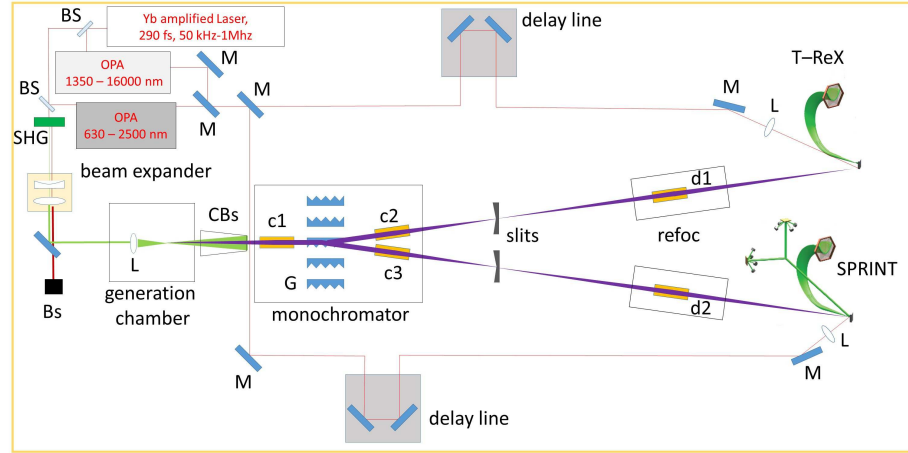 BS
Yb amplified Laser,
290 fs, 50 kHz-1Mhz
delay line
OPA
1350 – 16000 nm
M
T–ReX
BS
M
M
M
L
SHG
OPA
630 – 2500 nm
beam expander
d1
CBs
c1
c2
slits
refoc
L
c3
SPRINT
G
generation
chamber
Bs
monochromator
d2
L
M
M
delay line